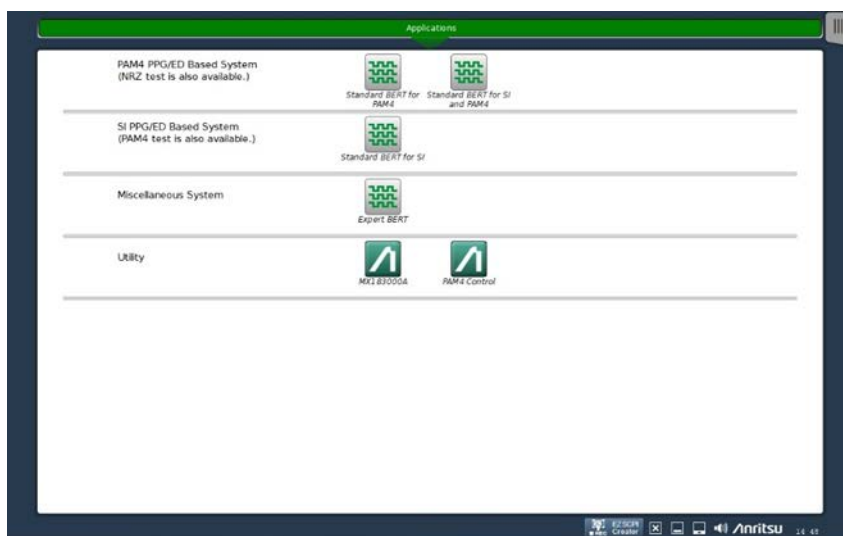 Applications
PAM4 PPG/ED Based System
(NRZ test is also available.)
Standard BERT for
PAM4
Standard BERT for SI
and PAM4
SI PPG/ED Based System
(PAM4 test is also available.)
Standard BERT for SI
Miscellaneous System
Expert BERT
Utility
MX183000A
PAM4 Control
EZSCPI
Creator
Anritsu